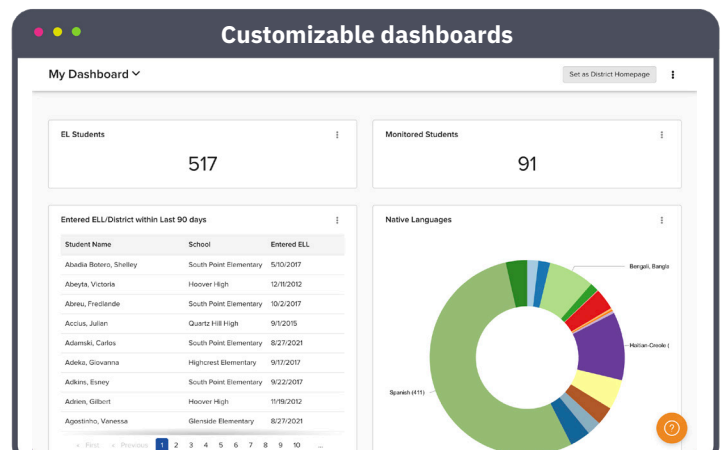 Customizable dashboards
My Dashboard
Set as District Homepage
EL Students
517
Monitored Students
91
Entered ELL/District within Last 90 days
Student Name School Entered ELL
Abadia Botero, Shelley South Point Elementary 5/10/2017
Abeyta, Victoria Hoover High 12/11/2012
Abreu, Fredlande South Point Elementary 10/2/2017
Accius, Julian Quartz Hill High 9/1/2015
Adamski, Carlos South Point Elementary 8/27/2021
Adeka, Giovanna Highcrest Elementary 9/17/2017
Adkins, Esney South Point Elementary 9/22/2017
Adrien, Gilbert Hoover High 11/19/2012
Agostinho, Vanessa Glenside Elementary 8/27/2021
« First « Previous 1 2 3 4 5 6 7 8 9 10 ...
Native Languages
Bengali, Bangla
Haitian-Creole (
Spanish (411)
?